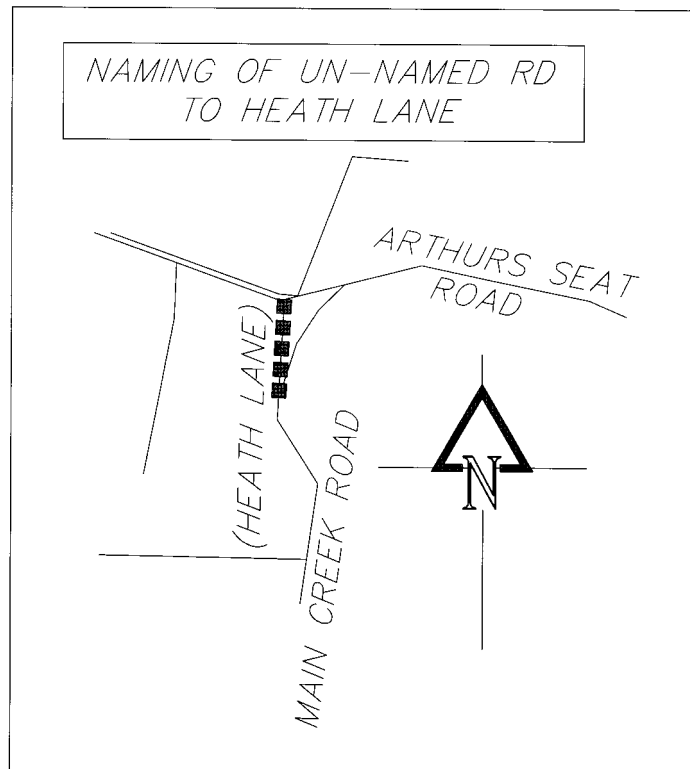 NAMING OF UN-NAMED RD
TO HEATH LANE
ARTHURS SEAT
ROAD
(HEATH LANE)
MAIN CREEK ROAD
N